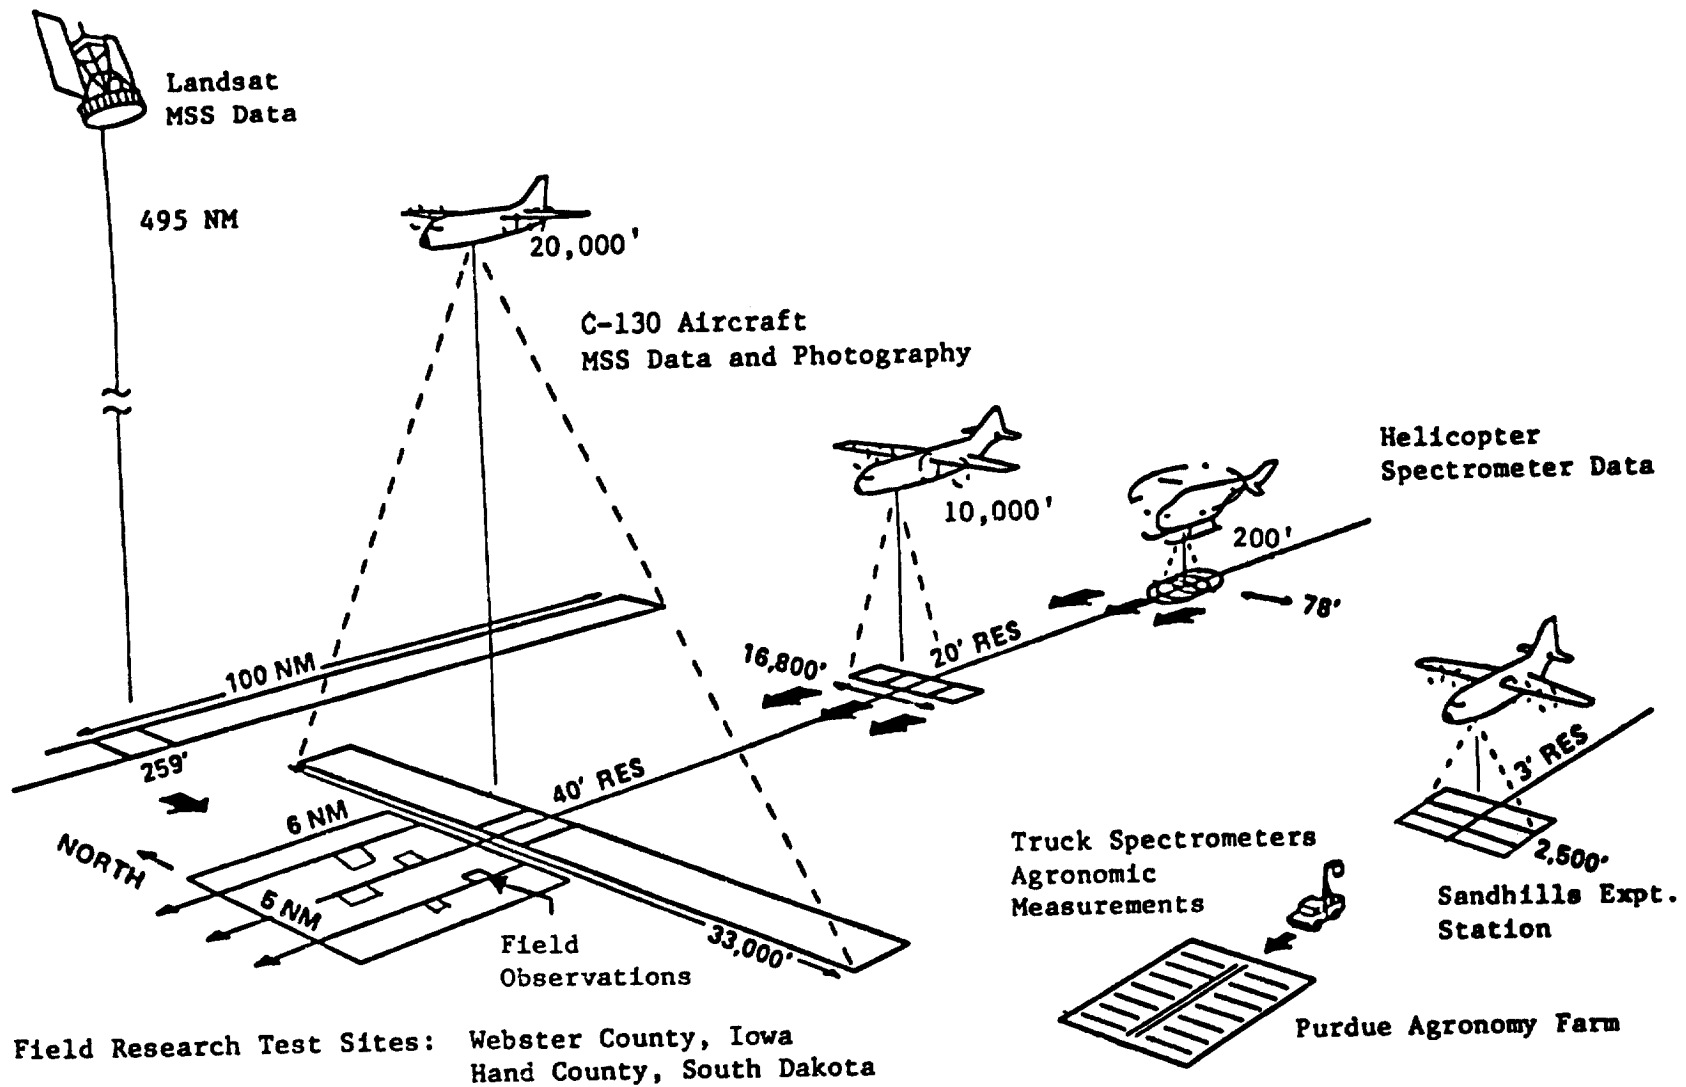 Landsat
MSS Data
495 NM
20,000'
C-130 Aircraft
MSS Data and Photography
10,000'
Helicopter
Spectrometer Data
200'
78'
100 NM
259'
16,800'
20' RES
40' RES
6 NM
NORTH
5 NM
33,000'
Field
Observations
3' RES
2,500'
Sandhills Expt.
Station
Truck Spectrometers
Agronomic
Measurements
Purdue Agronomy Farm
Field Research Test Sites: Webster County, Iowa
Hand County, South Dakota